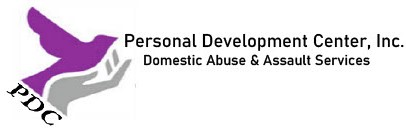 Personal Development Center, Inc.
Domestic Abuse & Assault Services
PDC